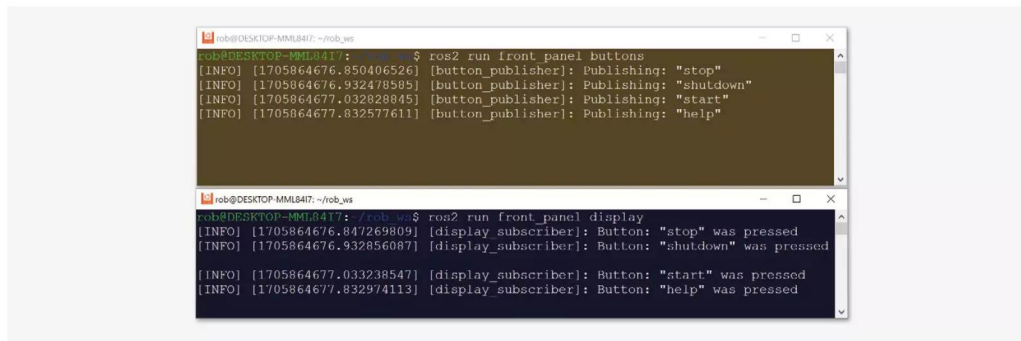 rob@DESKTOP-MML84I7: ~/rob_ws
rob@DESKTOP-MML84I7:~/rob_ws$ ros2 run front_panel buttons
[INFO] [1705864676.850406526] [button_publisher]: Publishing: "stop"
[INFO] [1705864676.932478585] [button_publisher]: Publishing: "shutdown"
[INFO] [1705864677.032828845] [button_publisher]: Publishing: "start"
[INFO] [1705864677.832577611] [button_publisher]: Publishing: "help"
rob@DESKTOP-MML84I7: ~/rob_ws
rob@DESKTOP-MML84I7:~/rob_ws$ ros2 run front_panel display
[INFO] [1705864676.847269809] [display_subscriber]: Button: "stop" was pressed
[INFO] [1705864676.932856087] [display_subscriber]: Button: "shutdown" was pressed
[INFO] [1705864677.033238547] [display_subscriber]: Button: "start" was pressed
[INFO] [1705864677.832974113] [display_subscriber]: Button: "help" was pressed